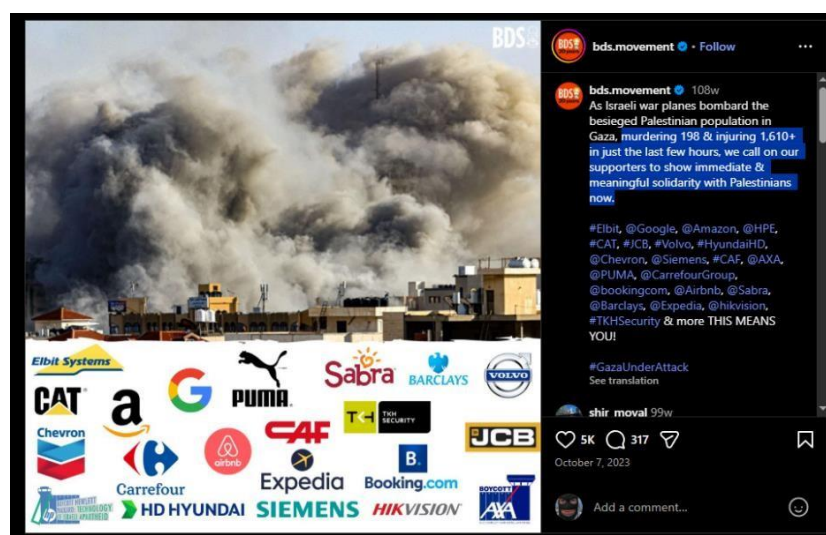 BDS
bds.movement • Follow
bds.movement 108w
As Israeli war planes bombard the
besieged Palestinian population in
Gaza, murdering 198 & injuring 1,610+
in just the last few hours, we call on our
supporters to show immediate &
meaningful solidarity with Palestinians
now.
#Elbit, @Google, @Amazon, @HPE,
#CAT, #JCB, #Volvo, #HyundaiHD,
@Chevron, @Siemens, #CAF, @AXA,
@PUMA, @CarrefourGroup,
@bookingcom, @Airbnb, @Sabra,
@Barclays, @Expedia, @hikvision,
#TKHSecurity & more THIS MEANS
YOU!
#GazaUnderAttack
See translation
shir_moyal 99w
5K 317
October 7, 2023
Add a comment...
Elbit Systems
CAT
a
G
PUMA
Sabra
BARCLAYS
VOLVO
Chevron
Carrefour
airbnb
CAF
TKH TKH
SECURITY
JCB
Expedia
B.
Booking.com
hp
HD HYUNDAI
SIEMENS
HIKVISION
BOYCOTT
AXA